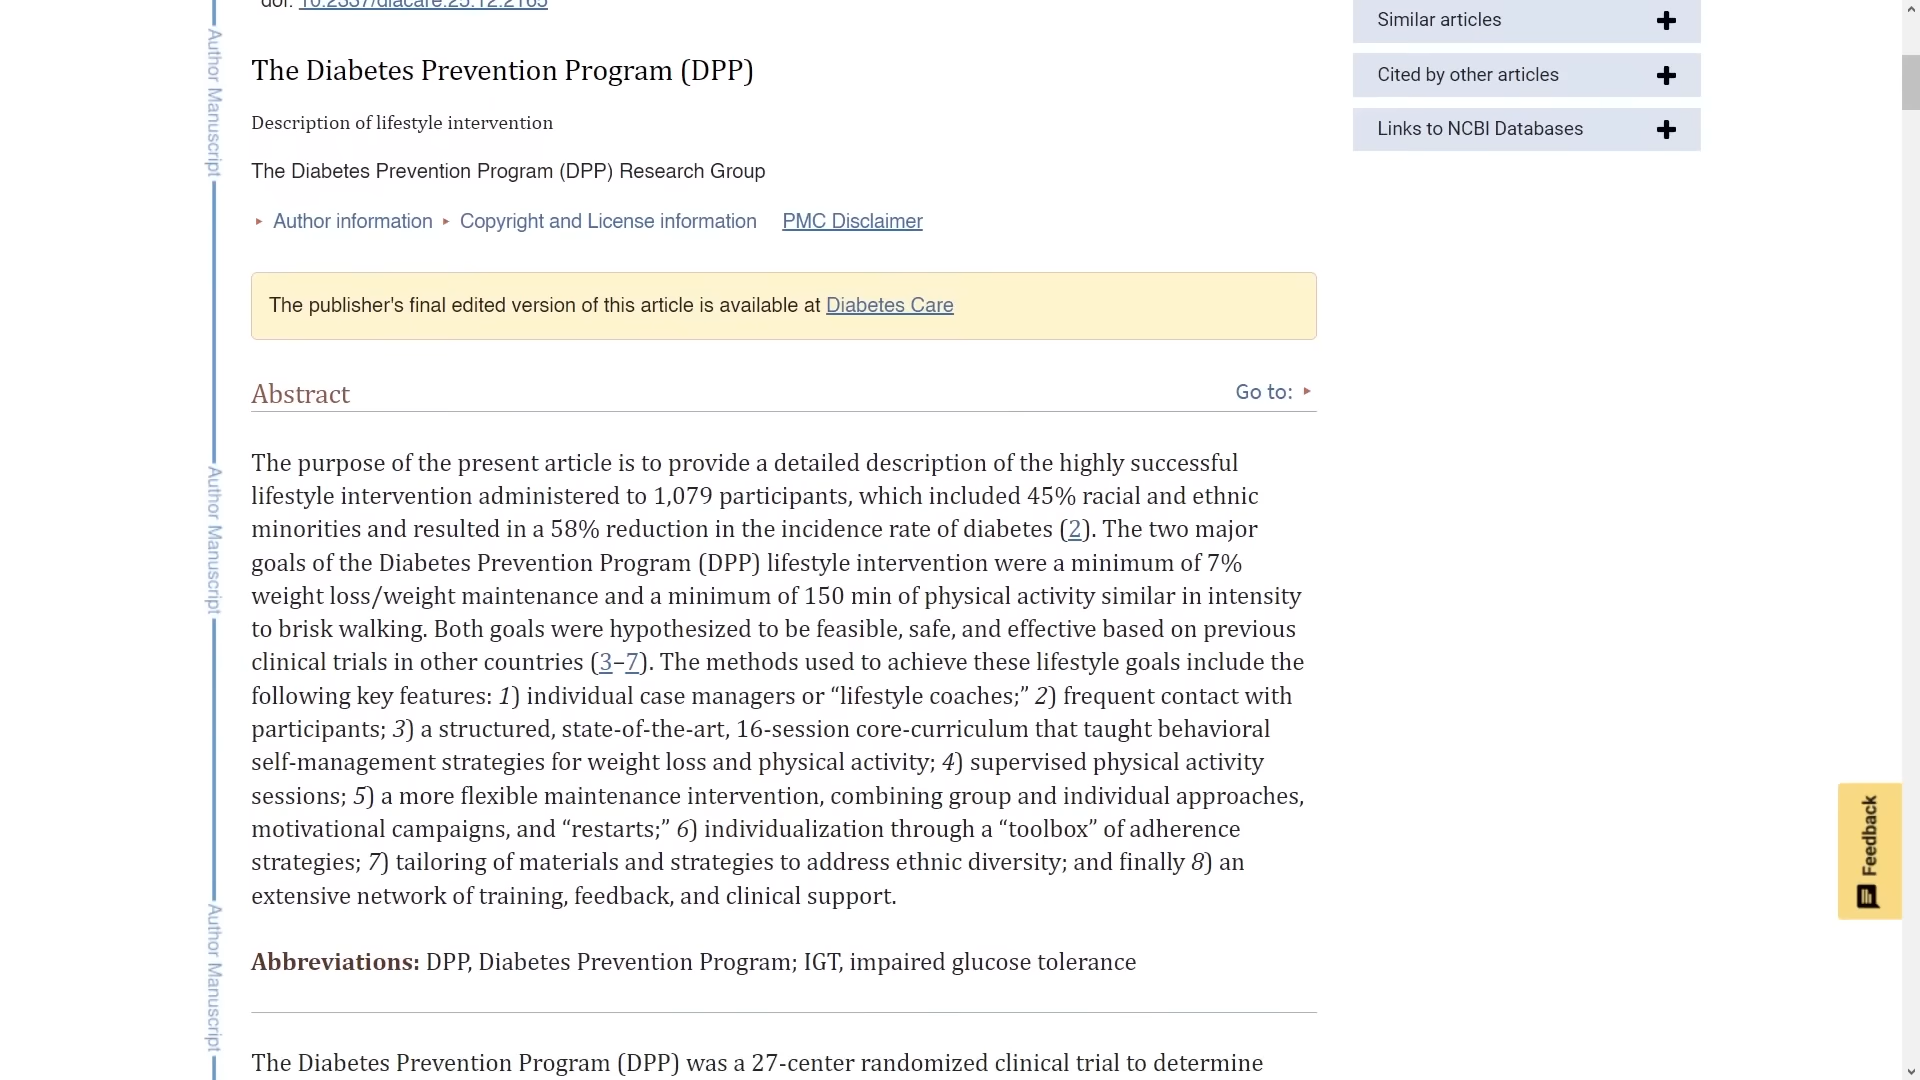 doi: 10.2337/diacare.25.12.2165
The Diabetes Prevention Program (DPP)
Description of lifestyle intervention
The Diabetes Prevention Program (DPP) Research Group
Author information Copyright and License information PMC Disclaimer
The publisher's final edited version of this article is available at Diabetes Care
Abstract
Go to:
The purpose of the present article is to provide a detailed description of the highly successful
lifestyle intervention administered to 1,079 participants, which included 45% racial and ethnic
minorities and resulted in a 58% reduction in the incidence rate of diabetes (2). The two major
goals of the Diabetes Prevention Program (DPP) lifestyle intervention were a minimum of 7%
weight loss/weight maintenance and a minimum of 150 min of physical activity similar in intensity
to brisk walking. Both goals were hypothesized to be feasible, safe, and effective based on previous
clinical trials in other countries (3–7). The methods used to achieve these lifestyle goals include the
following key features: 1) individual case managers or “lifestyle coaches;” 2) frequent contact with
participants; 3) a structured, state-of-the-art, 16-session core-curriculum that taught behavioral
self-management strategies for weight loss and physical activity; 4) supervised physical activity
sessions; 5) a more flexible maintenance intervention, combining group and individual approaches,
motivational campaigns, and “restarts;” 6) individualization through a “toolbox” of adherence
strategies; 7) tailoring of materials and strategies to address ethnic diversity; and finally 8) an
extensive network of training, feedback, and clinical support.
Abbreviations: DPP, Diabetes Prevention Program; IGT, impaired glucose tolerance
The Diabetes Prevention Program (DPP) was a 27-center randomized clinical trial to determine
Author Manuscript
Author Manuscript
Author Manuscript
Similar articles
Cited by other articles
Links to NCBI Databases
Feedback